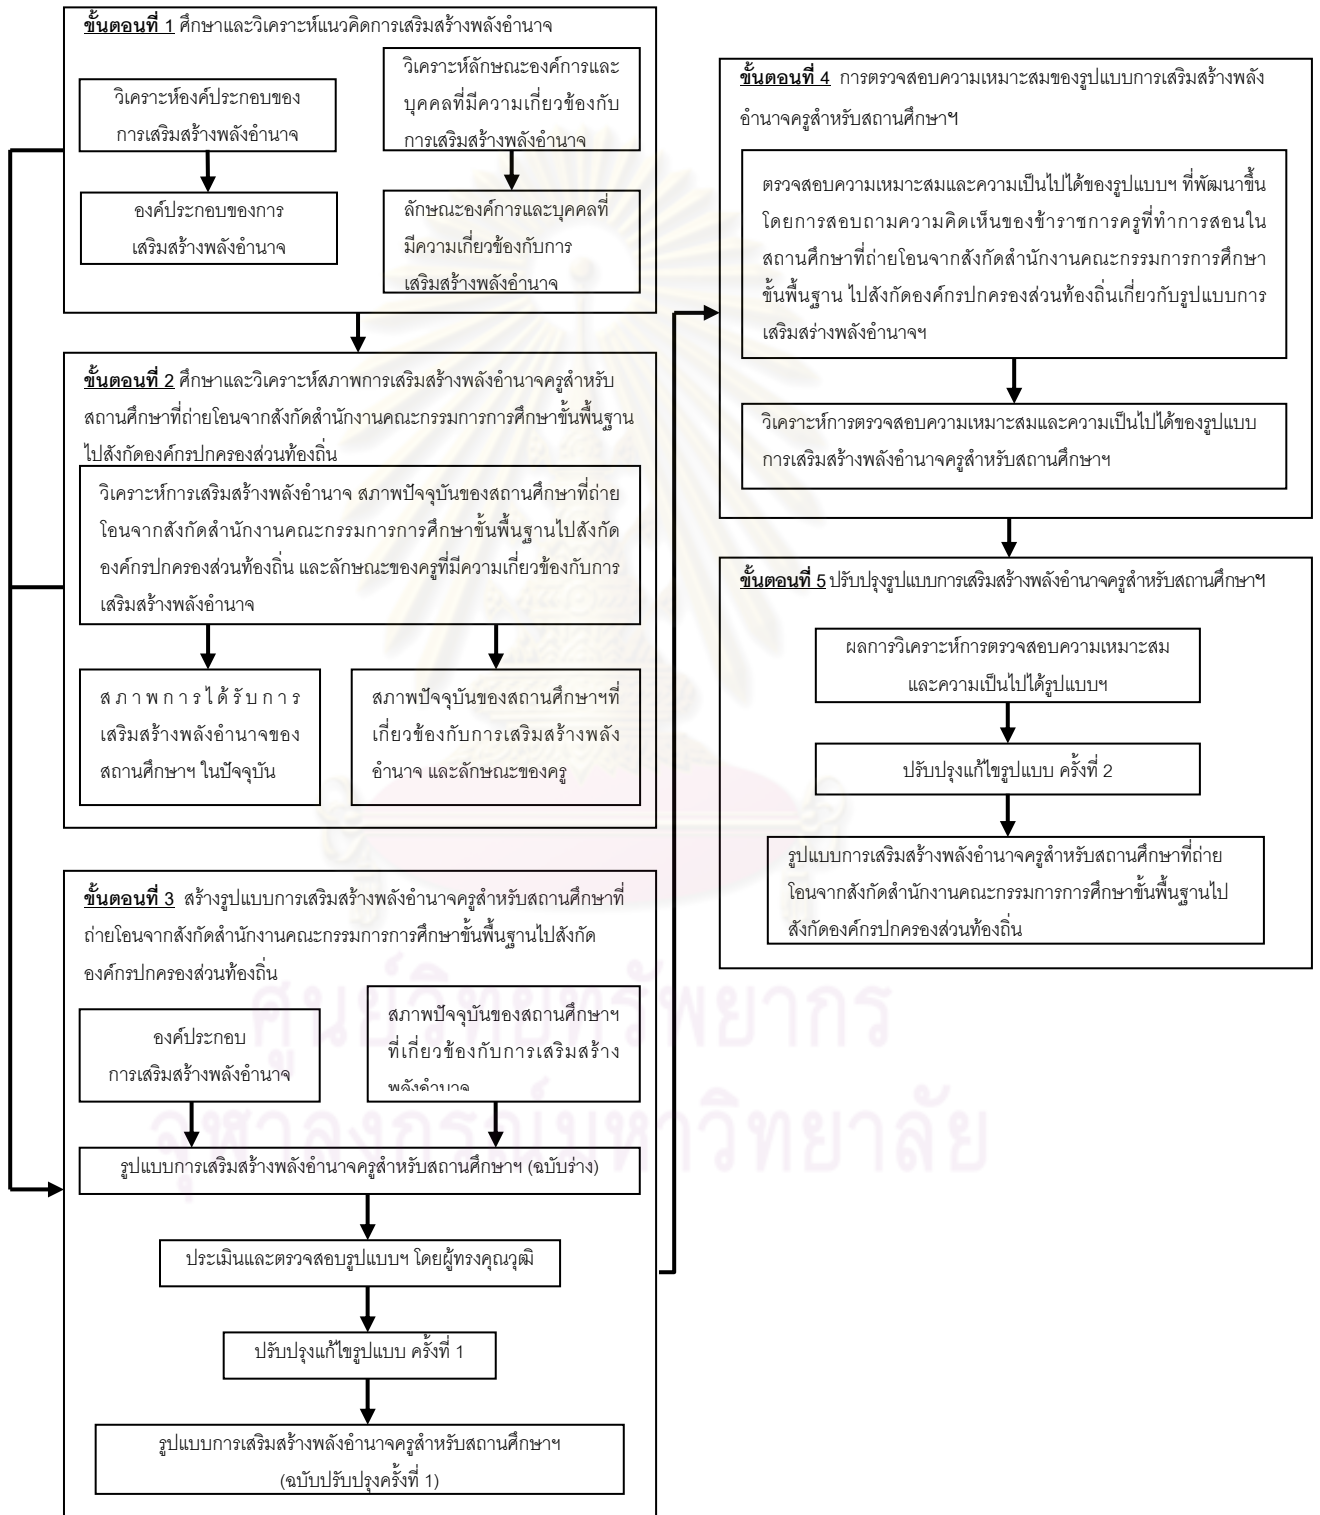 ขั้นตอนที่ 1 ศึกษาและวิเคราะห์แนวคิดการเสริมสร้างพลังอำนาจ
วิเคราะห์องค์ประกอบของ
การเสริมสร้างพลังอำนาจ
วิเคราะห์ลักษณะองค์การและ
บุคคลที่มีความเกี่ยวข้องกับ
การเสริมสร้างพลังอำนาจ
องค์ประกอบของการ
เสริมสร้างพลังอำนาจ
ลักษณะองค์การและบุคคลที่
มีความเกี่ยวข้องกับการ
เสริมสร้างพลังอำนาจ
ขั้นตอนที่ 2 ศึกษาและวิเคราะห์สภาพการเสริมสร้างพลังอำนาจครูสำหรับ
สถานศึกษาที่ถ่ายโอนจากสังกัดสำนักงานคณะกรรมการการศึกษาขั้นพื้นฐาน
ไปสังกัดองค์กรปกครองส่วนท้องถิ่น
วิเคราะห์การเสริมสร้างพลังอำนาจ สภาพปัจจุบันของสถานศึกษาที่ถ่าย
โอนจากสังกัดสำนักงานคณะกรรมการการศึกษาขั้นพื้นฐานไปสังกัด
องค์กรปกครองส่วนท้องถิ่น และลักษณะของครูที่มีความเกี่ยวข้องกับการ
เสริมสร้างพลังอำนาจ
สภาพการได้รับการ
เสริมสร้างพลังอำนาจของ
สถานศึกษาฯ ในปัจจุบัน
สภาพปัจจุบันของสถานศึกษาฯที่
เกี่ยวข้องกับการเสริมสร้างพลัง
อำนาจ และลักษณะของครู
ขั้นตอนที่ 3 สร้างรูปแบบการเสริมสร้างพลังอำนาจครูสำหรับสถานศึกษาที่
ถ่ายโอนจากสังกัดสำนักงานคณะกรรมการการศึกษาขั้นพื้นฐานไปสังกัด
องค์กรปกครองส่วนท้องถิ่น
องค์ประกอบ
การเสริมสร้างพลังอำนาจ
สภาพปัจจุบันของสถานศึกษาฯ
ที่เกี่ยวข้องกับการเสริมสร้าง
พลังอำนาจ
รูปแบบการเสริมสร้างพลังอำนาจครูสำหรับสถานศึกษาฯ (ฉบับร่าง)
ประเมินและตรวจสอบรูปแบบฯ โดยผู้ทรงคุณวุฒิ
ปรับปรุงแก้ไขรูปแบบ ครั้งที่ 1
รูปแบบการเสริมสร้างพลังอำนาจครูสำหรับสถานศึกษาฯ
(ฉบับปรับปรุงครั้งที่ 1)
ขั้นตอนที่ 4 การตรวจสอบความเหมาะสมของรูปแบบการเสริมสร้างพลัง
อำนาจครูสำหรับสถานศึกษาฯ
ตรวจสอบความเหมาะสมและความเป็นไปได้ของรูปแบบฯ ที่พัฒนาขึ้น
โดยการสอบถามความคิดเห็นของข้าราชการครูที่ทำการสอนใน
สถานศึกษาที่ถ่ายโอนจากสังกัดสำนักงานคณะกรรมการการศึกษา
ขั้นพื้นฐาน ไปสังกัดองค์กรปกครองส่วนท้องถิ่นเกี่ยวกับรูปแบบการ
เสริมสร่างพลังอำนาจฯ
วิเคราะห์การตรวจสอบความเหมาะสมและความเป็นไปได้ของรูปแบบ
การเสริมสร้างพลังอำนาจครูสำหรับสถานศึกษาฯ
ขั้นตอนที่ 5 ปรับปรุงรูปแบบการเสริมสร้างพลังอำนาจครูสำหรับสถานศึกษาฯ
ผลการวิเคราะห์การตรวจสอบความเหมาะสม
และความเป็นไปได้รูปแบบฯ
ปรับปรุงแก้ไขรูปแบบ ครั้งที่ 2
รูปแบบการเสริมสร้างพลังอำนาจครูสำหรับสถานศึกษาที่ถ่าย
โอนจากสังกัดสำนักงานคณะกรรมการการศึกษาขั้นพื้นฐานไป
สังกัดองค์กรปกครองส่วนท้องถิ่น
ศูนย์วิทยทรัพยากร
จุฬาลงกรณ์มหาวิทยาลัย